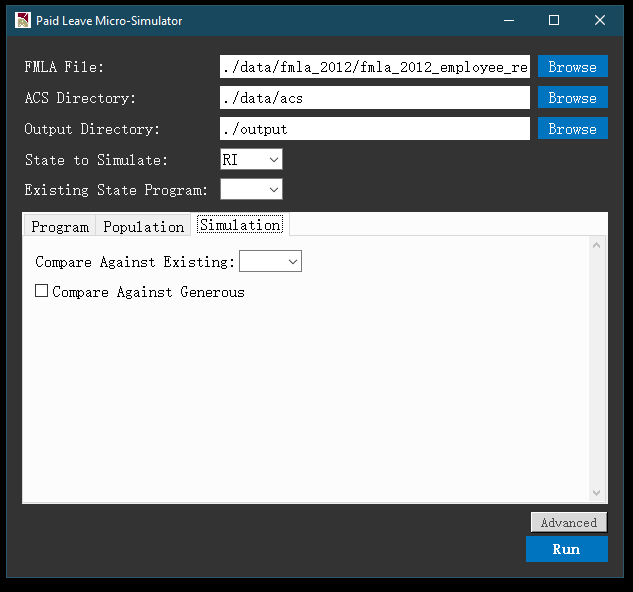 Paid Leave Micro-Simulator
FMLA File: ./data/fmla_2012/fmla_2012_employee_re Browse
ACS Directory: ./data/acs Browse
Output Directory: ./output Browse
State to Simulate: RI
Existing State Program:
Program Population Simulation
Compare Against Existing:
Compare Against Generous
Advanced
Run